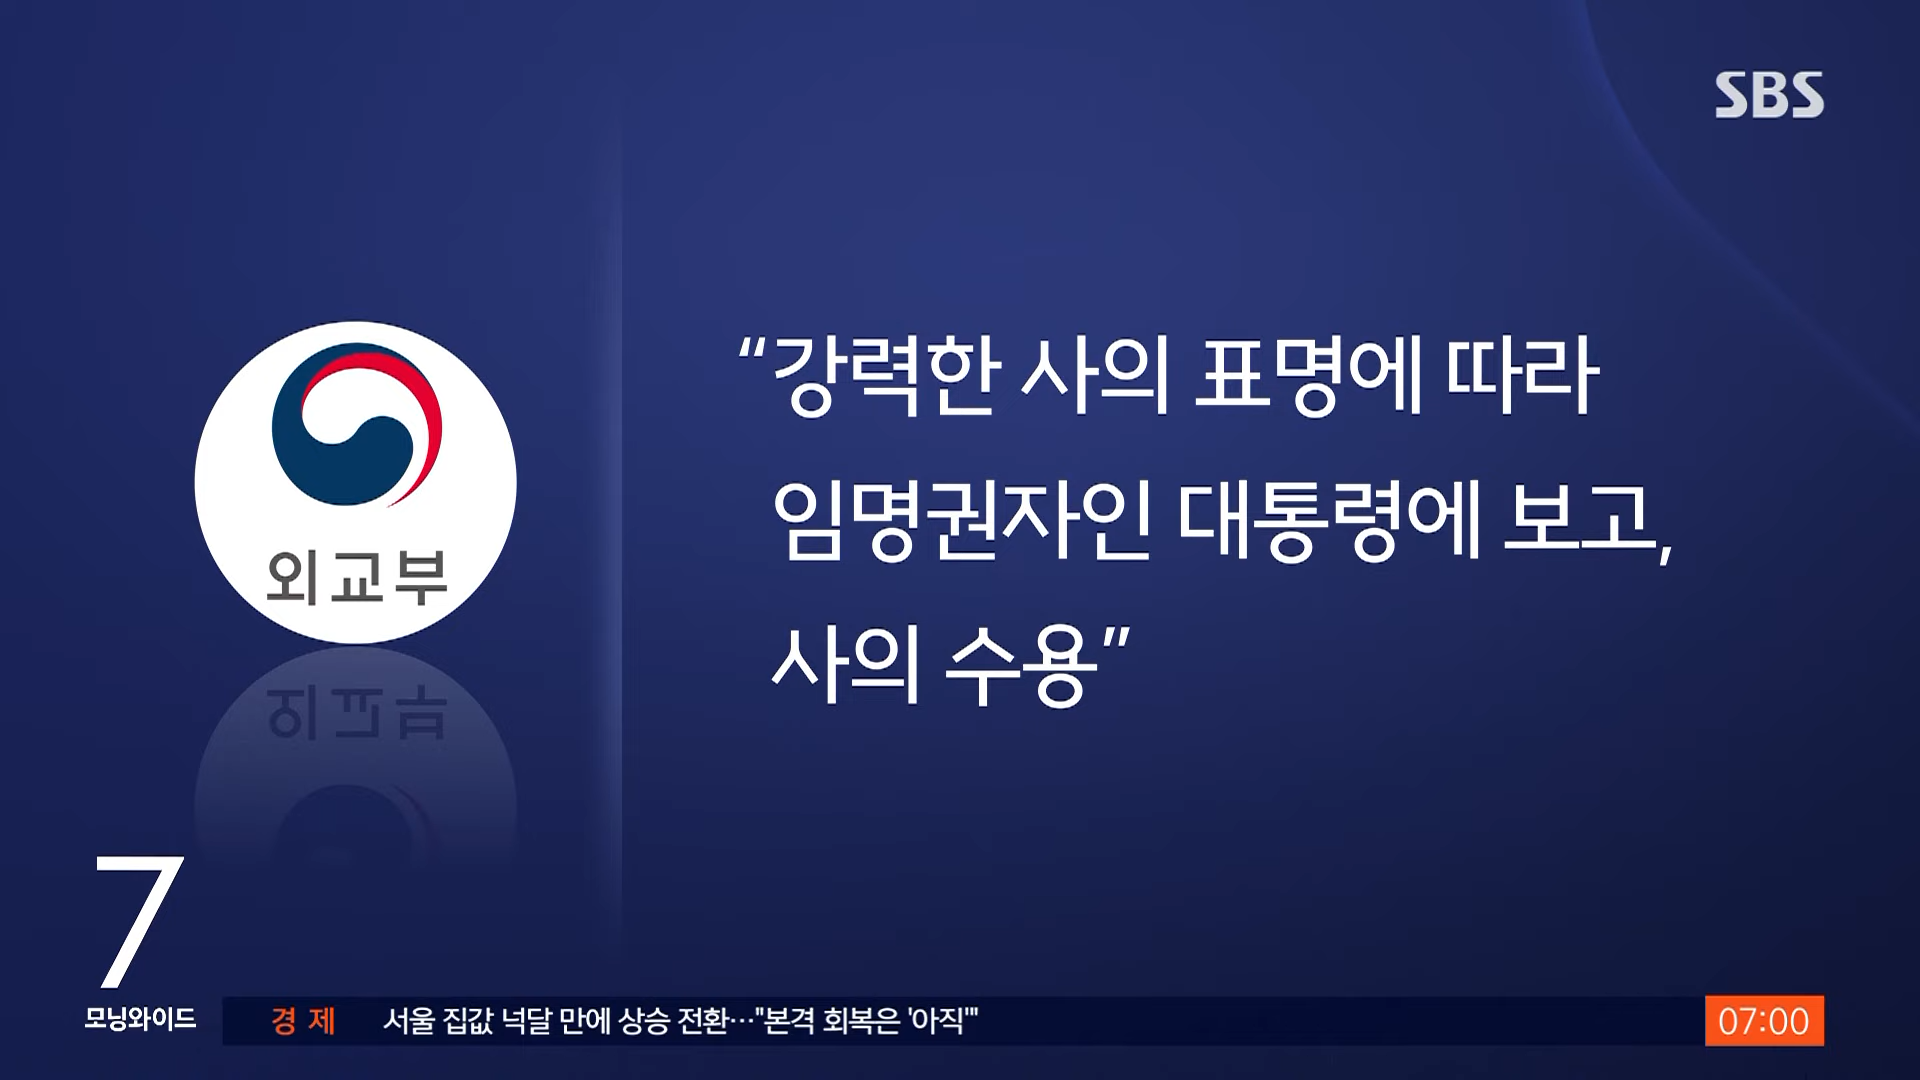 SBS
“강력한 사의 표명에 따라
임명권자인 대통령에 보고,
사의 수용”
외교부
7
모닝와이드
경제 서울 집값 넉달 만에 상승 전환…"본격 회복은 '아직'"
07:00